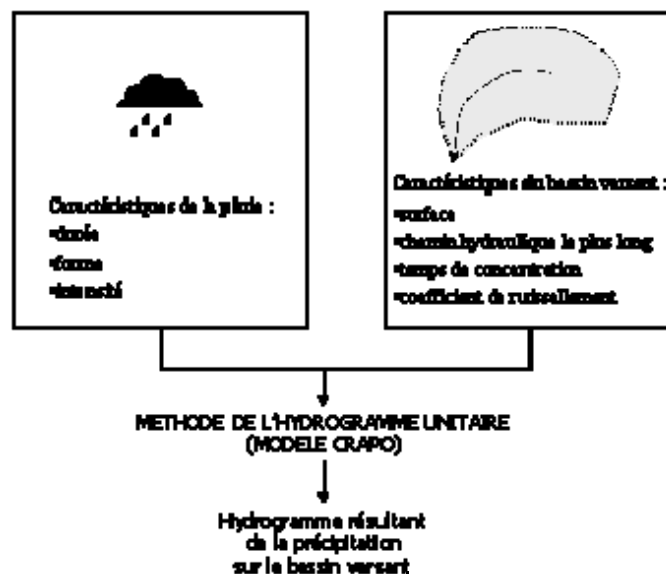 Caractéristiques de la pluie :
•durée
•forme
•intensité
Caractéristiques du bassin versant :
•surface
•chemin hydraulique le plus long
•temps de concentration
•coefficient de ruissellement
METHODE DE L'HYDROGRAMME UNITAIRE
(MODELE CRAPO)
Hydrogramme résultant
de la précipitation
sur le bassin versant